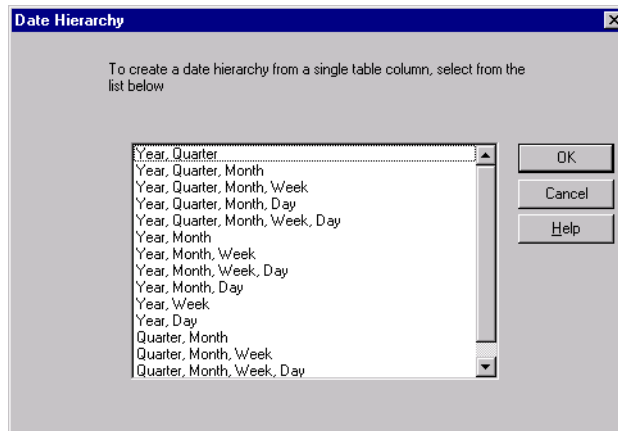 Date Hierarchy
To create a date hierarchy from a single table column, select from the
list below
Year, Quarter
Year, Quarter, Month
Year, Quarter, Month, Week
Year, Quarter, Month, Day
Year, Quarter, Month, Week, Day
Year, Month
Year, Month, Week
Year, Month, Week, Day
Year, Month, Day
Year, Week
Year, Day
Quarter, Month
Quarter, Month, Week
Quarter, Month, Week, Day
OK
Cancel
Help